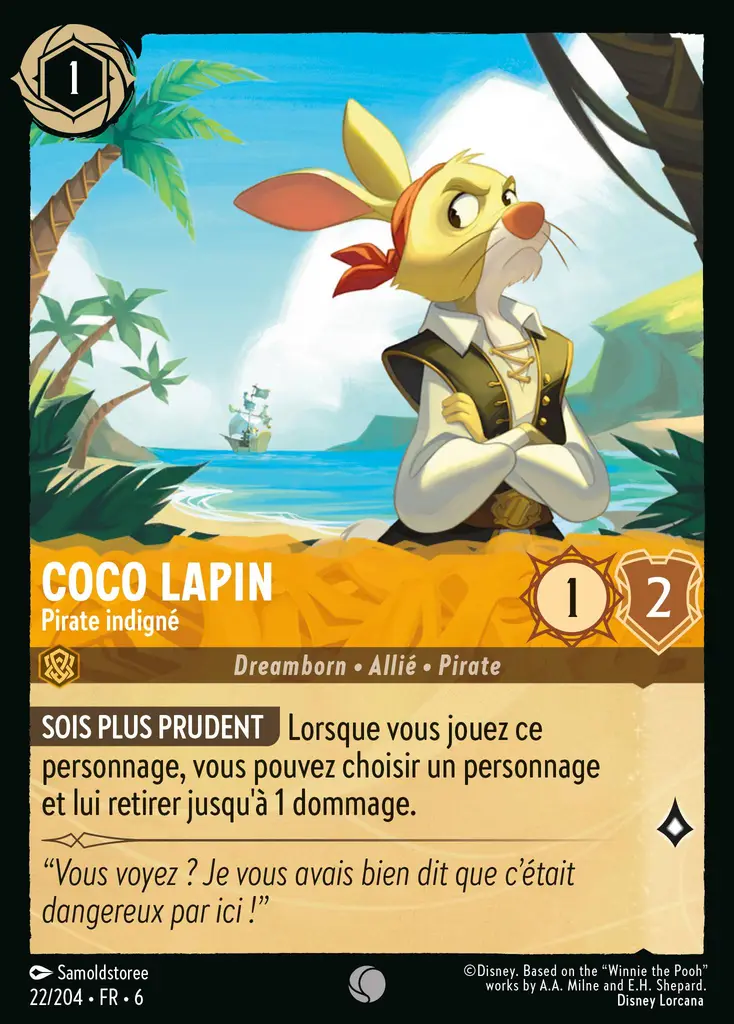 1
COCO LAPIN
Pirate indigné
1
2
Dreamborn • Allié • Pirate
SOIS PLUS PRUDENT Lorsque vous jouez ce
personnage, vous pouvez choisir un personnage
et lui retirer jusqu'à 1 dommage.
“Vous voyez ? Je vous avais bien dit que c’était
dangereux par ici !”
Samoldstoree
22/204 • FR • 6
©Disney. Based on the “Winnie the Pooh”
works by A.A. Milne and E.H. Shepard.
Disney Lorcana